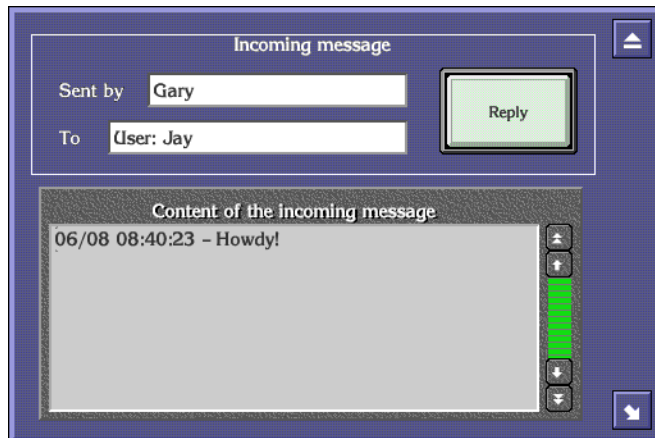 Incoming message
Sent by Gary
Reply
To User: Jay
Content of the incoming message
06/08 08:40:23 – Howdy!